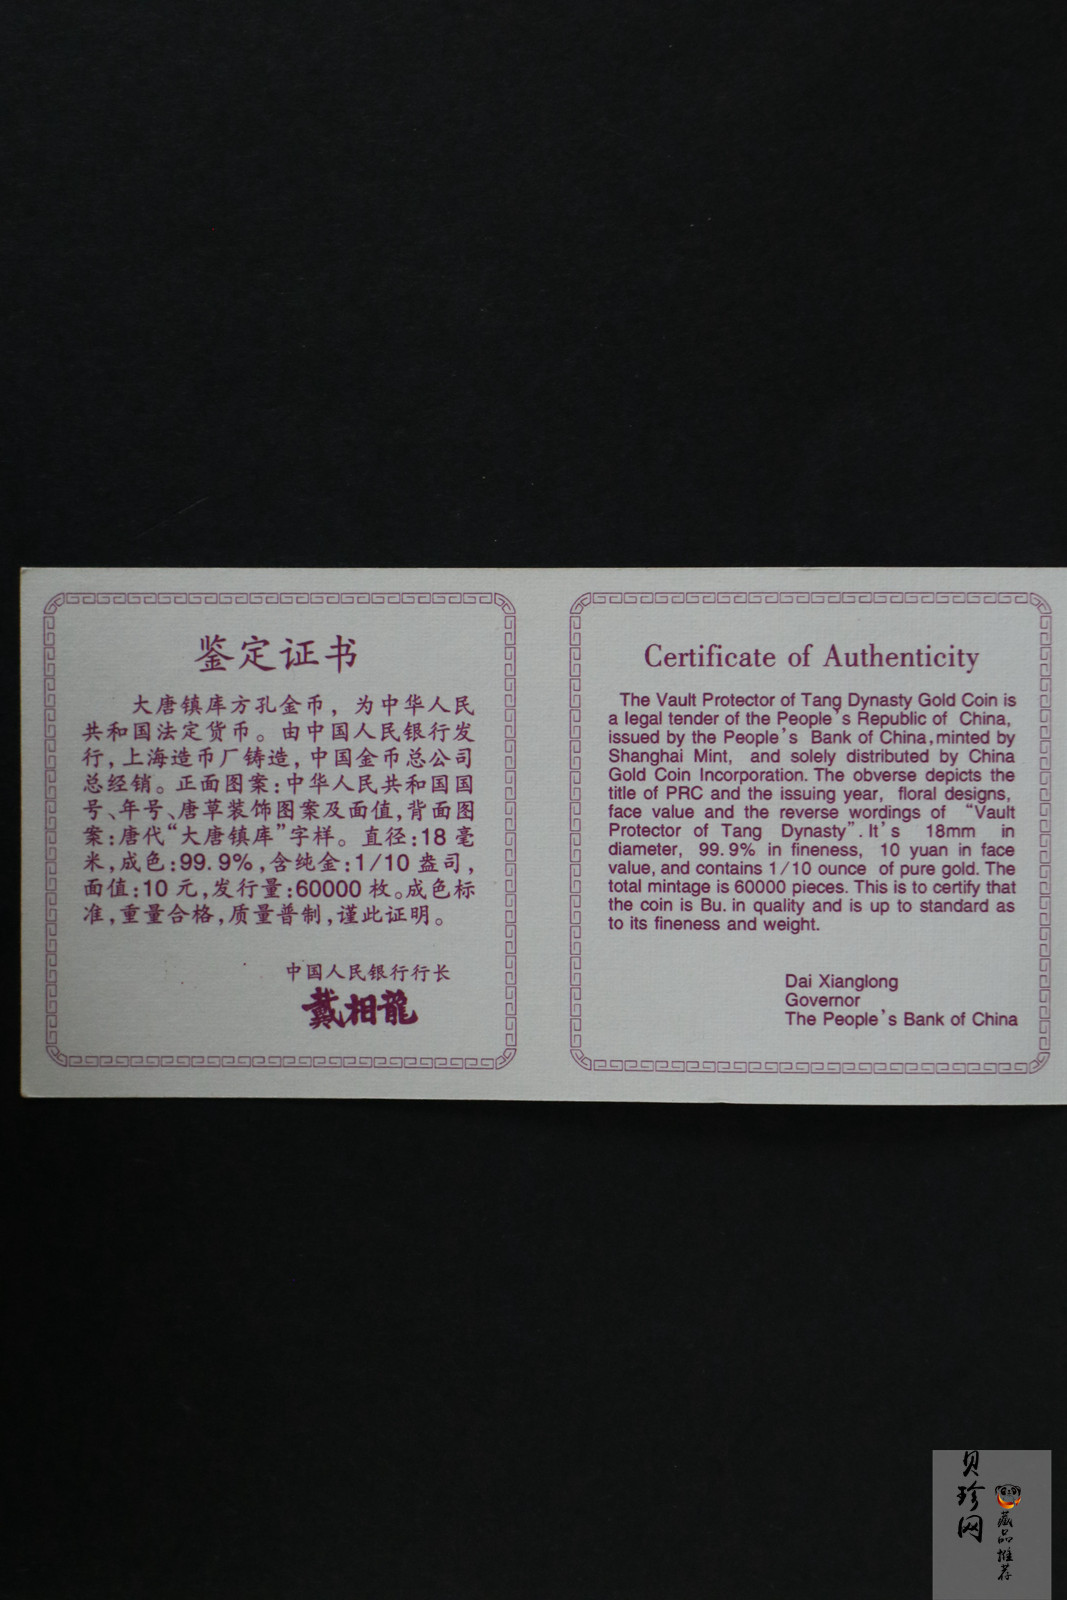 鉴定证书
大唐镇库方孔金币，为中华人民
共和国法定货币。由中国人民银行发
行，上海造币厂铸造，中国金币总公司
总经销。正面图案：中华人民共和国国
号、年号、唐草装饰图案及面值，背面图
案：唐代“大唐镇库”字样。直径：18毫
米，成色：99.9%，含纯金：1/10盎司，
面值：10元，发行量：60000枚。成色标
准，重量合格，质量普制，谨此证明。
中国人民银行行长
戴相龍
Certificate of Authenticity
The Vault Protector of Tang Dynasty Gold Coin is
a legal tender of the People's Republic of China,
issued by the People's Bank of China, minted by
Shanghai Mint, and solely distributed by China
Gold Coin Incorporation. The obverse depicts the
title of PRC and the issuing year, floral designs,
face value and the reverse wordings of “Vault
Protector of Tang Dynasty”. It's 18mm in
diameter, 99.9% in fineness, 10 yuan in face
value, and contains 1/10 ounce of pure gold. The
total mintage is 60000 pieces. This is to certify that
the coin is Bu. in quality and is up to standard as
to its fineness and weight.
Dai Xianglong
Governor
The People's Bank of China
贝珍网
藏品推荐